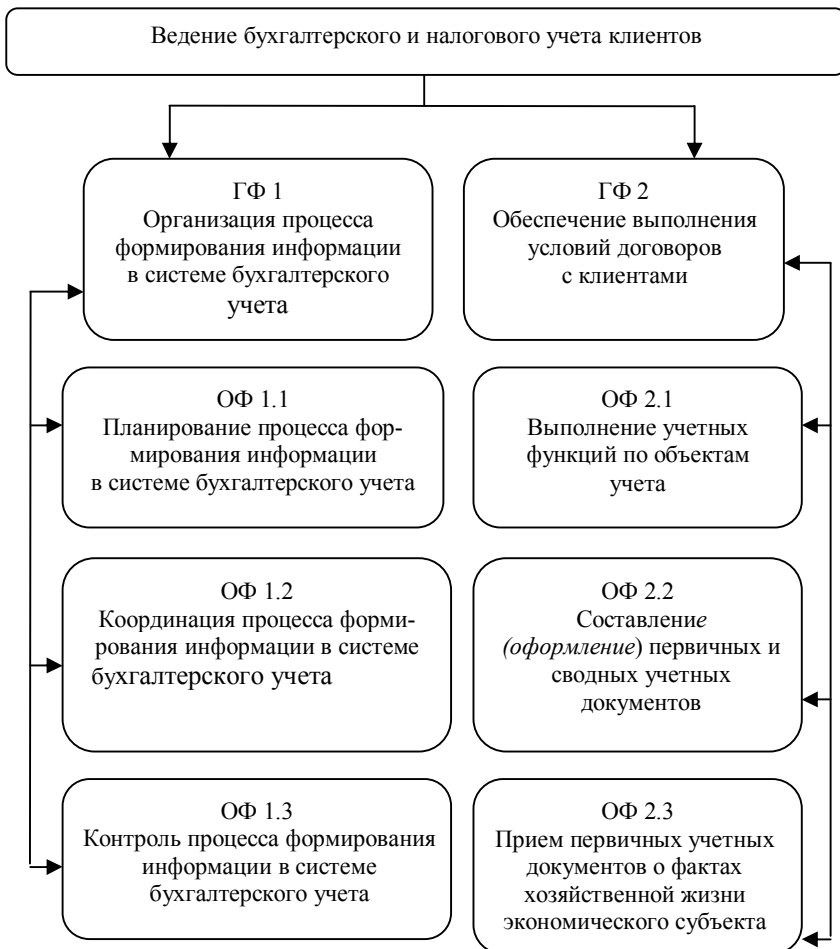 Ведение бухгалтерского и налогового учета клиентов
ГФ 1
Организация процесса
формирования информации
в системе бухгалтерского
учета
ГФ 2
Обеспечение выполнения
условий договоров
с клиентами
ОФ 1.1
Планирование процесса фор-
мирования информации
в системе бухгалтерского учета
ОФ 2.1
Выполнение учетных
функций по объектам
учета
ОФ 1.2
Координация процесса форми-
рования информации в системе
бухгалтерского учета
ОФ 2.2
Составление
(оформление) первичных и
сводных учетных
документов
ОФ 1.3
Контроль процесса формирования
информации в системе
бухгалтерского учета
ОФ 2.3
Прием первичных учетных
документов о фактах
хозяйственной жизни
экономического субъекта